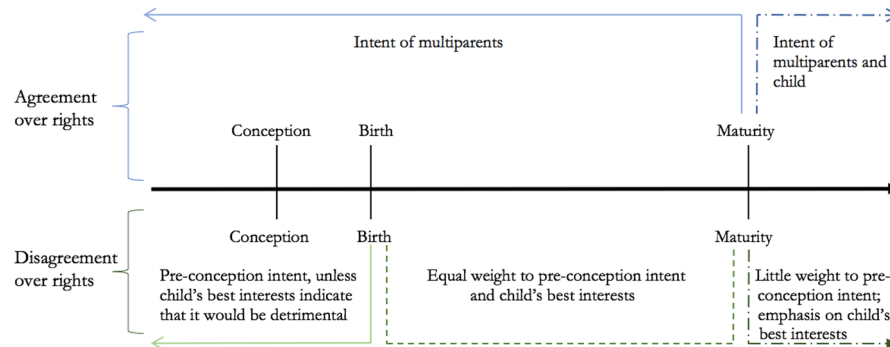 Intent of multiparents
Intent of
multiparents and
child
Agreement
over rights
Conception
Birth
Maturity
Conception
Birth
Maturity
Disagreement
over rights
Pre-conception intent, unless
child's best interests indicate
that it would be detrimental
Equal weight to pre-conception intent
and child's best interests
Little weight to pre-
conception intent;
emphasis on child's
best interests